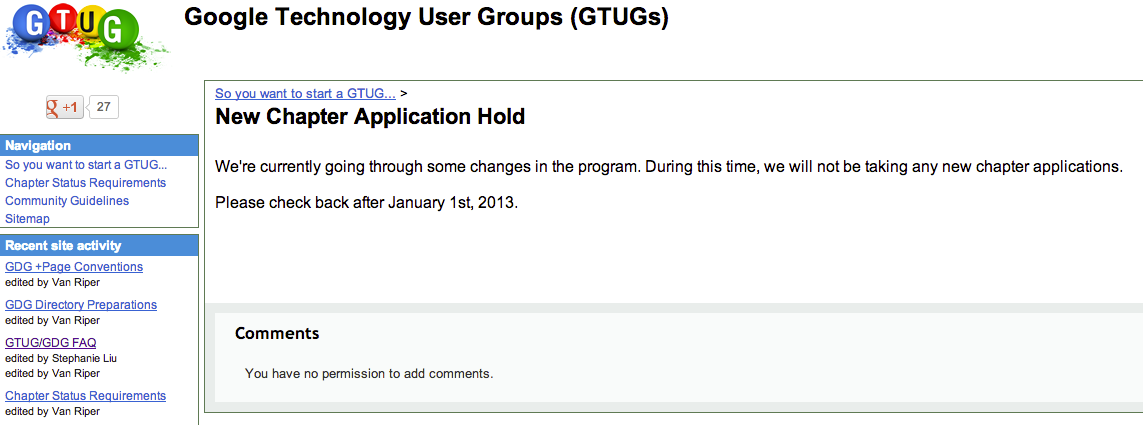 GTUG
Google Technology User Groups (GTUGs)
g +1 27
Navigation
So you want to start a GTUG...
Chapter Status Requirements
Community Guidelines
Sitemap
Recent site activity
GDG +Page Conventions
edited by Van Riper
GDG Directory Preparations
edited by Van Riper
GTUG/GDG FAQ
edited by Stephanie Liu
edited by Van Riper
Chapter Status Requirements
edited by Van Riper
So you want to start a GTUG... >
New Chapter Application Hold
We're currently going through some changes in the program. During this time, we will not be taking any new chapter applications.
Please check back after January 1st, 2013.
Comments
You have no permission to add comments.